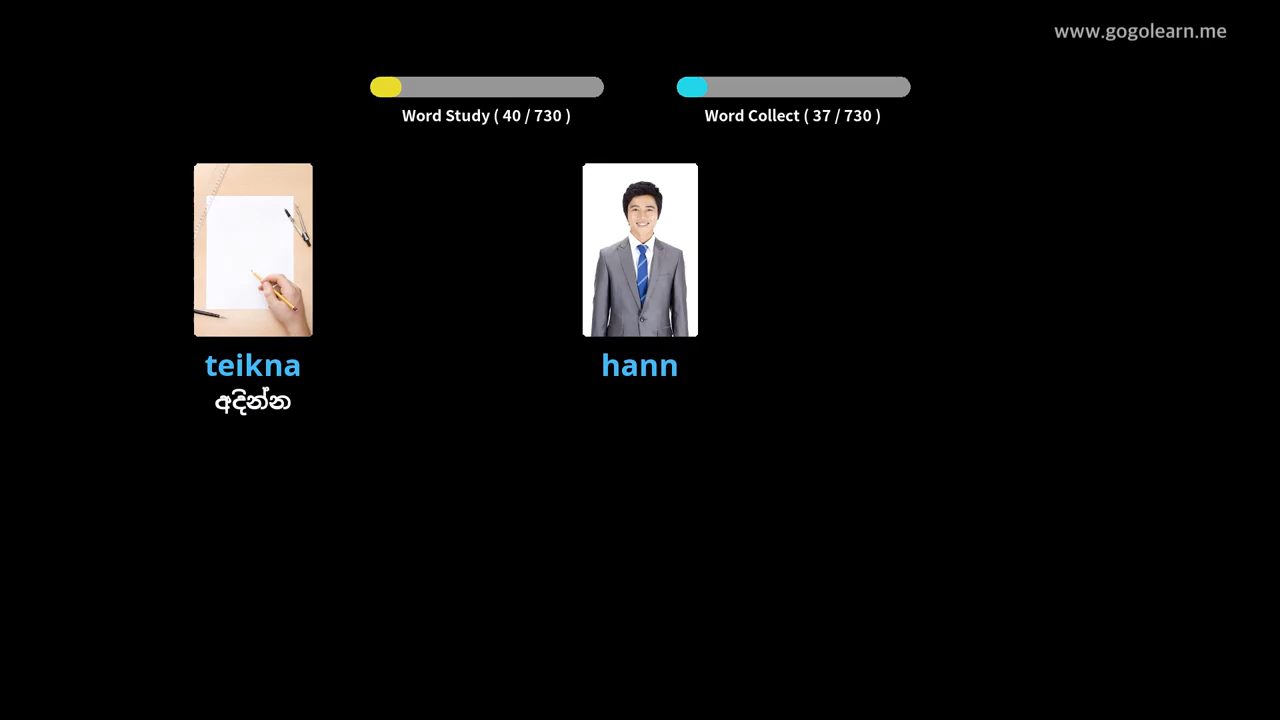 www.gogolearn.me
Word Study ( 40 / 730 )
Word Collect ( 37 / 730 )
teikna
අදින්න
hann